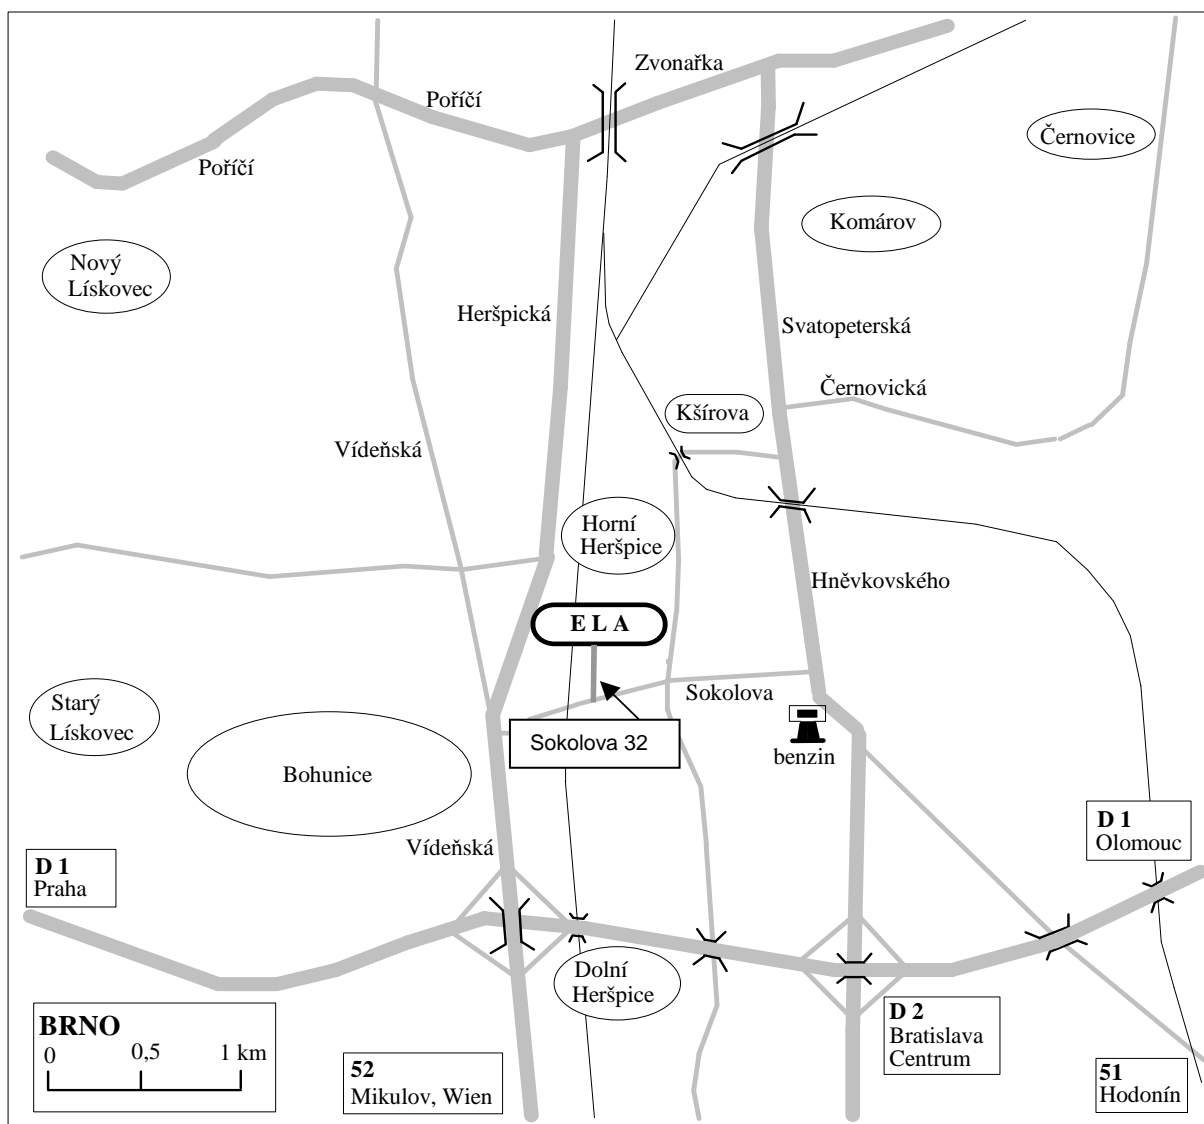 Zvonařka
Poříčí
Černovice
Poříčí
Komárov
Nový
Lískovec
Heršpická
Svatopeterská
Černovická
Kšírova
Vídeňská
Horní
Heršpice
Hněvkovského
E L A
Starý
Lískovec
Sokolova
Sokolova 32
benzin
Bohunice
D 1
Olomouc
Vídeňská
D 1
Praha
Dolní
Heršpice
D 2
Bratislava
Centrum
BRNO
0 0,5 1 km
52
Mikulov, Wien
51
Hodonín